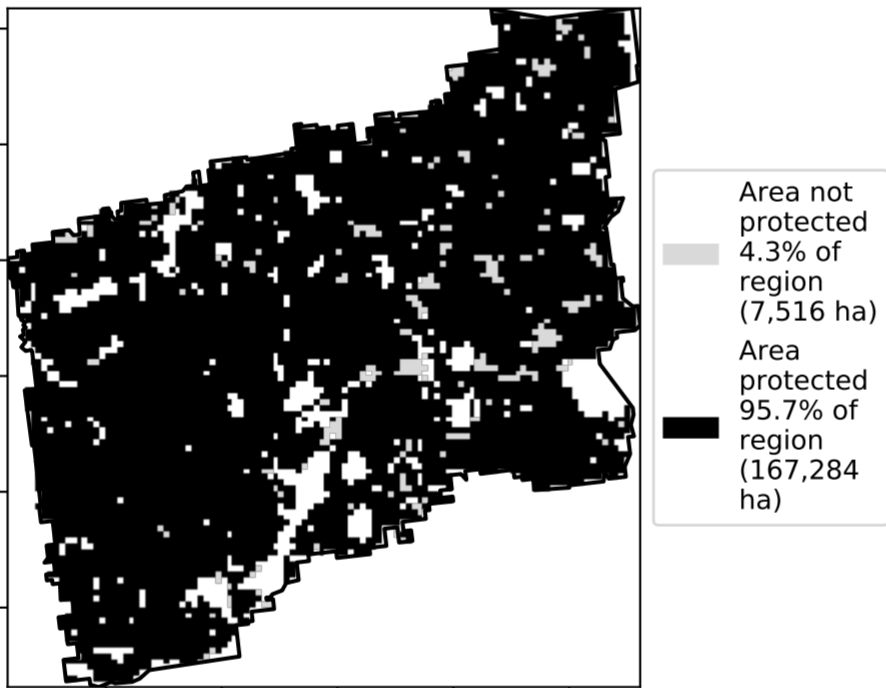 Area not
protected
4.3% of
region
(7,516 ha)
Area
protected
95.7% of
region
(167,284
ha)